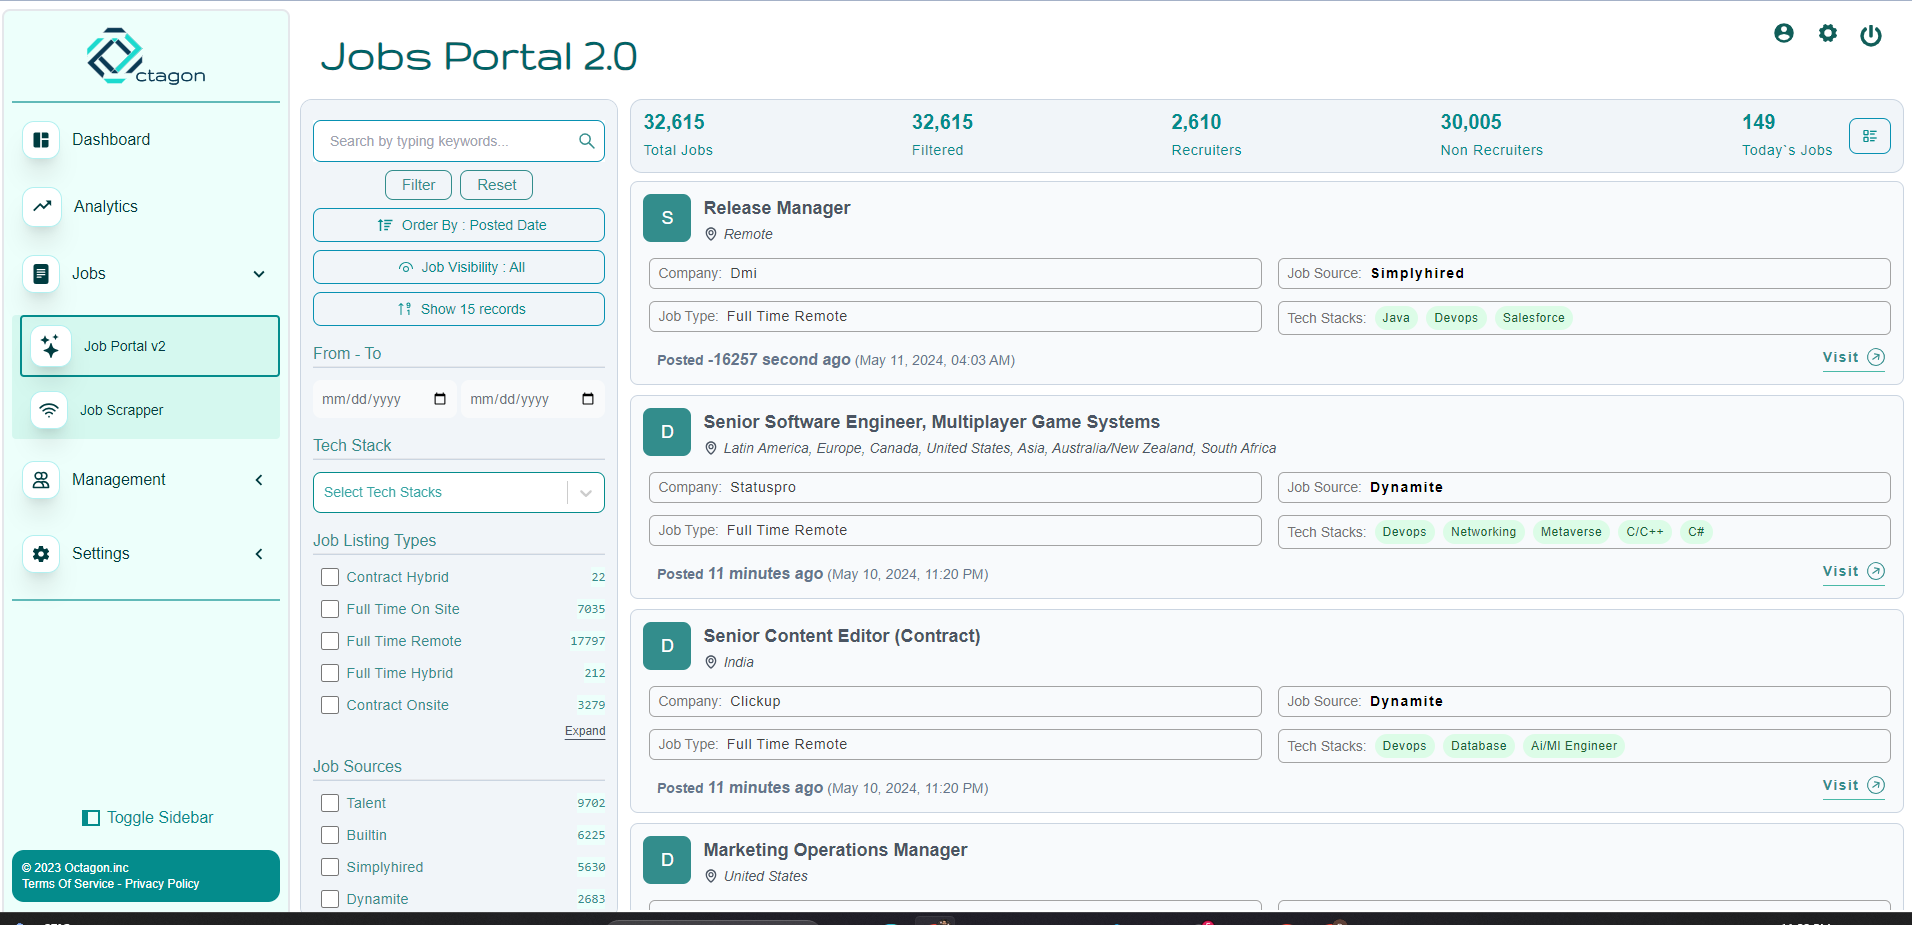 ctagon
Dashboard
Analytics
Jobs
Job Portal v2
Job Scrapper
Management
Settings
Toggle Sidebar
© 2023 Octagon.inc
Terms Of Service - Privacy Policy
Jobs Portal 2.0
Search by typing keywords...
Filter Reset
Order By : Posted Date
Job Visibility : All
Show 15 records
From - To
mm/dd/yyyy mm/dd/yyyy
Tech Stack
Select Tech Stacks
Job Listing Types
Contract Hybrid 22
Full Time On Site 7035
Full Time Remote 17797
Full Time Hybrid 212
Contract Onsite 3279
Expand
Job Sources
Talent 9702
Builtin 6225
Simplyhired 5630
Dynamite 2683
32,615 32,615 2,610 30,005 149
Total Jobs Filtered Recruiters Non Recruiters Today`s Jobs
S
Release Manager
Remote
Company: Dmi
Job Source: Simplyhired
Job Type: Full Time Remote
Tech Stacks: Java Devops Salesforce
Posted -16257 second ago (May 11, 2024, 04:03 AM)
Visit
D
Senior Software Engineer, Multiplayer Game Systems
Latin America, Europe, Canada, United States, Asia, Australia/New Zealand, South Africa
Company: Statuspro
Job Source: Dynamite
Job Type: Full Time Remote
Tech Stacks: Devops Networking Metaverse C/C++ C#
Posted 11 minutes ago (May 10, 2024, 11:20 PM)
Visit
D
Senior Content Editor (Contract)
India
Company: Clickup
Job Source: Dynamite
Job Type: Full Time Remote
Tech Stacks: Devops Database Ai/Ml Engineer
Posted 11 minutes ago (May 10, 2024, 11:20 PM)
Visit
D
Marketing Operations Manager
United States